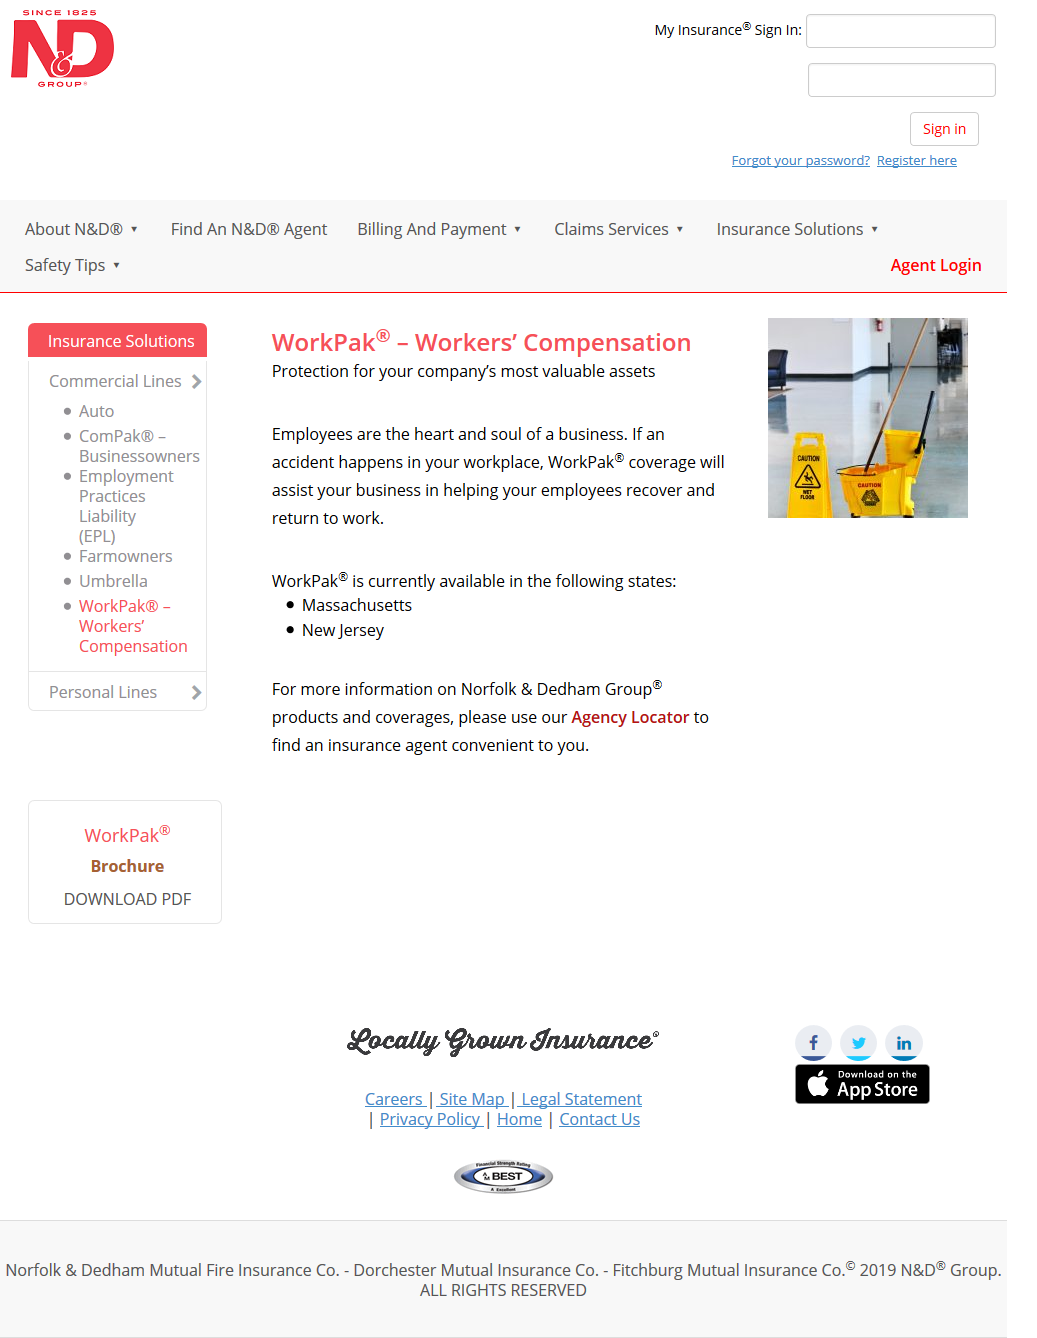 SINCE 1825
N&D
GROUP®
My Insurance® Sign In:
Sign in
Forgot your password? Register here
About N&D® ▼ Find An N&D® Agent Billing And Payment ▼ Claims Services ▼ Insurance Solutions ▼
Safety Tips ▼ Agent Login
Insurance Solutions
Commercial Lines
Auto
ComPak® –
Businessowners
Employment
Practices
Liability
(EPL)
Farmowners
Umbrella
WorkPak® –
Workers’
Compensation
Personal Lines
WorkPak®
Brochure
DOWNLOAD PDF
WorkPak® – Workers’ Compensation
Protection for your company’s most valuable assets
Employees are the heart and soul of a business. If an
accident happens in your workplace, WorkPak® coverage will
assist your business in helping your employees recover and
return to work.
WorkPak® is currently available in the following states:
Massachusetts
New Jersey
For more information on Norfolk & Dedham Group®
products and coverages, please use our Agency Locator to
find an insurance agent convenient to you.
CAUTION
WET
FLOOR
CAUTION
Locally Grown Insurance®
Careers | Site Map | Legal Statement
| Privacy Policy | Home | Contact Us
Financial Strength Rating
AM BEST
A Excellent
Download on the
App Store
Norfolk & Dedham Mutual Fire Insurance Co. - Dorchester Mutual Insurance Co. - Fitchburg Mutual Insurance Co.© 2019 N&D® Group.
ALL RIGHTS RESERVED